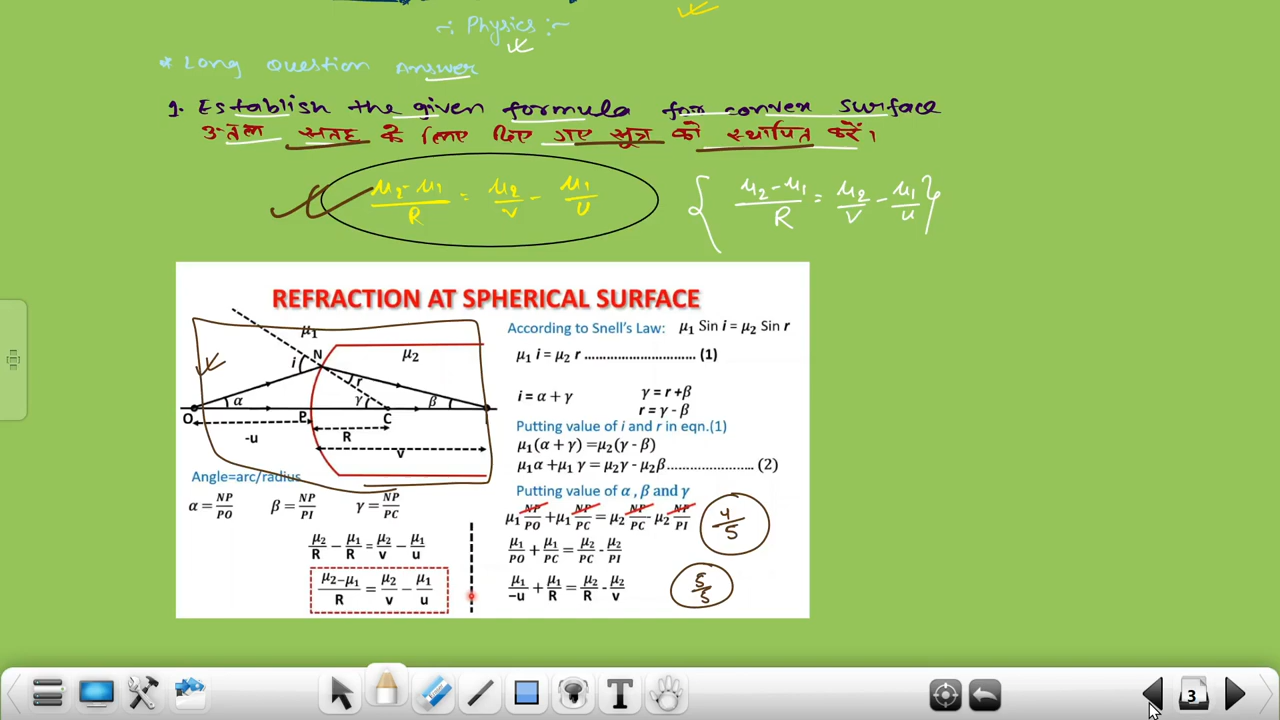 ~: Physics :~
* Long Question Answer
1. Establish the given formula for convex surface
उत्तल सतह के लिए दिए गए सूत्र को स्थापित करें।
μ₂-μ₁/R = μ₂/v - μ₁/u
{ μ₂-μ₁/R = μ₂/v - μ₁/u }
REFRACTION AT SPHERICAL SURFACE
μ₁
N
μ₂
i
r
α
γ
β
O
P
C
-u
R
v
Angle=arc/radius
α = NP/PO β = NP/PI γ = NP/PC
μ₂/R - μ₁/R = μ₂/v - μ₁/u
μ₂-μ₁/R = μ₂/v - μ₁/u
According to Snell's Law: μ₁ Sin i = μ₂ Sin r
μ₁ i = μ₂ r ............................. (1)
i = α + γ
γ = r+β
r = γ - β
Putting value of i and r in eqn.(1)
μ₁(α + γ) =μ₂(γ - β)
μ₁α +μ₁ γ = μ₂γ - μ₂β....................... (2)
Putting value of α , β and γ
μ₁ NP/PO +μ₁ NP/PC = μ₂ NP/PC - μ₂ NP/PI
μ₁/PO + μ₁/PC = μ₂/PC - μ₂/PI
μ₁/-u + μ₁/R = μ₂/R - μ₂/v
4/5
5/5
T
3